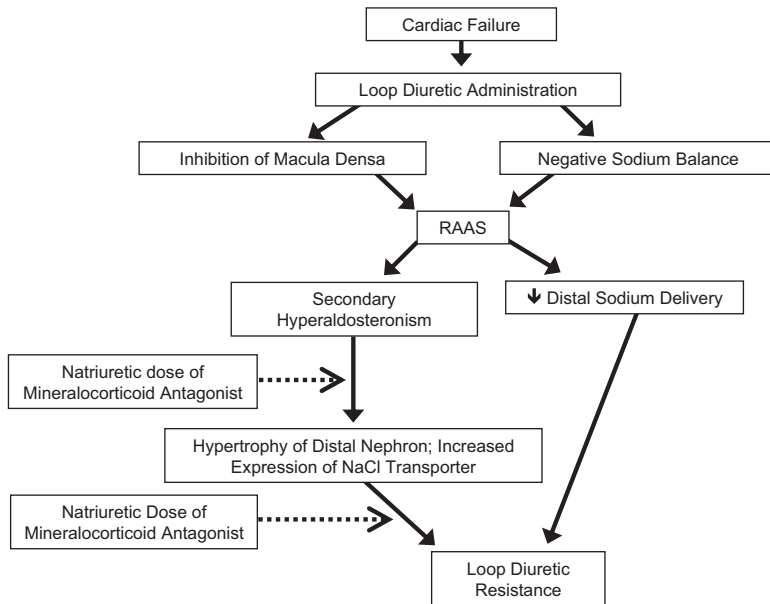 Cardiac Failure
Loop Diuretic Administration
Inhibition of Macula Densa
Negative Sodium Balance
RAAS
Secondary
Hyperaldosteronism
↓ Distal Sodium Delivery
Natriuretic dose of
Mineralocorticoid Antagonist
Hypertrophy of Distal Nephron; Increased
Expression of NaCl Transporter
Natriuretic Dose of
Mineralocorticoid Antagonist
Loop Diuretic
Resistance